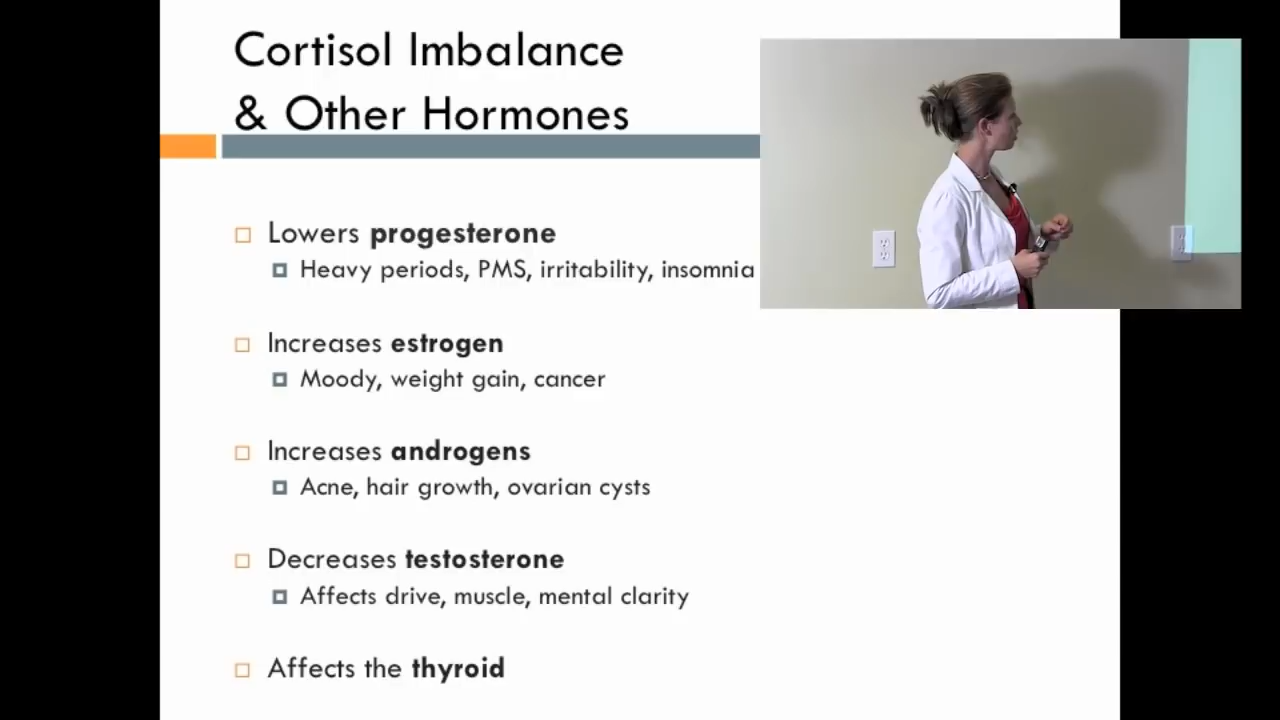 Cortisol Imbalance
& Other Hormones
Lowers progesterone
Heavy periods, PMS, irritability, insomnia
Increases estrogen
Moody, weight gain, cancer
Increases androgens
Acne, hair growth, ovarian cysts
Decreases testosterone
Affects drive, muscle, mental clarity
Affects the thyroid